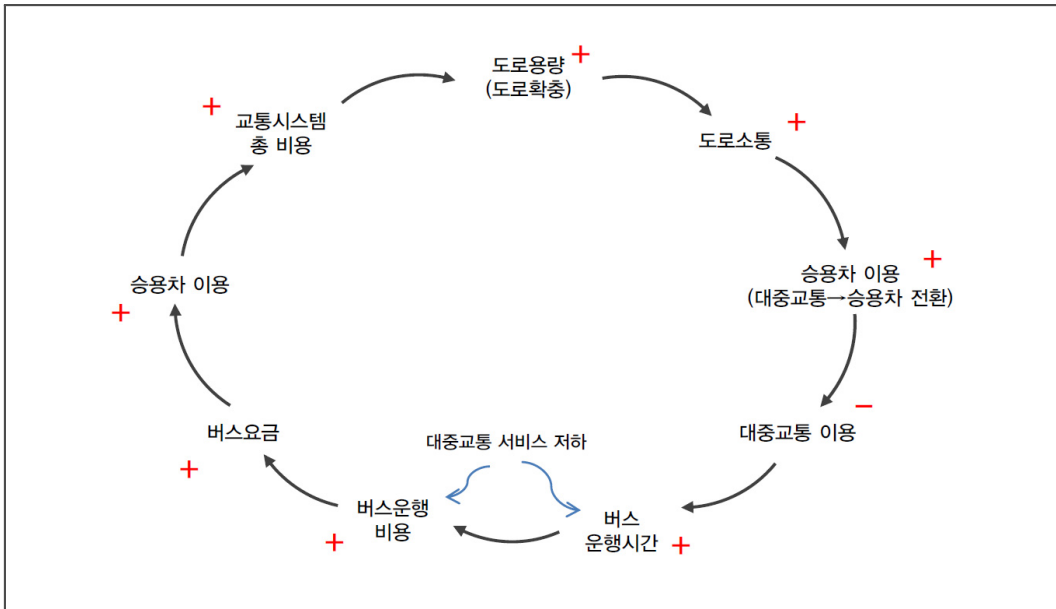 도로용량 +
(도로확충)
도로소통 +
승용차 이용 +
(대중교통→승용차 전환)
대중교통 이용 −
버스
운행시간 +
대중교통 서비스 저하
버스운행
비용 +
버스요금 +
승용차 이용 +
교통시스템 +
총 비용